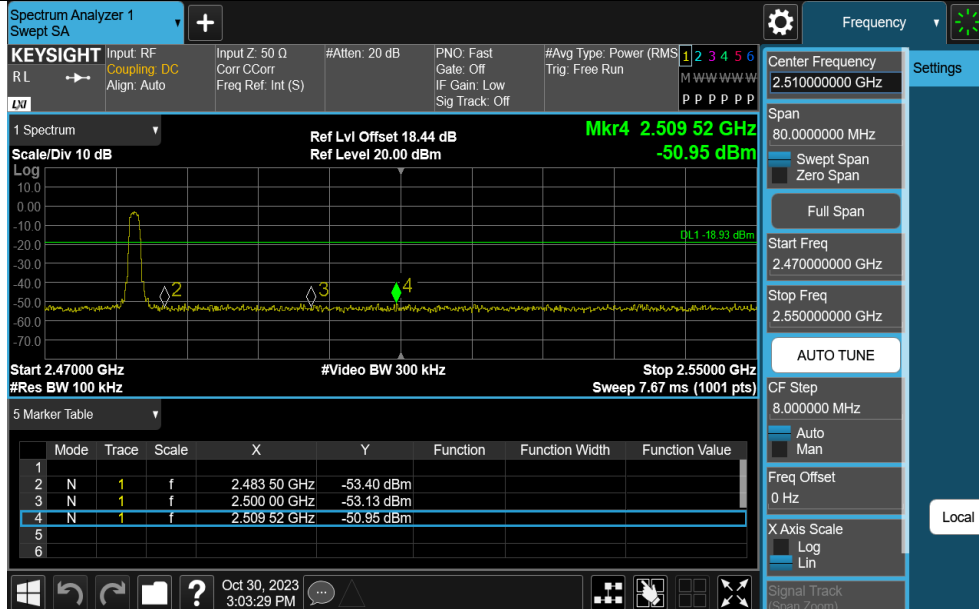 Spectrum Analyzer 1
Swept SA
+
Frequency
KEYSIGHT
RL
LXI
Input: RF
Coupling: DC
Align: Auto
Input Z: 50 Ω
Corr CCorr
Freq Ref: Int (S)
#Atten: 20 dB
PNO: Fast
Gate: Off
IF Gain: Low
Sig Track: Off
#Avg Type: Power (RMS
Trig: Free Run
1 2 3 4 5 6
M W W W W W
P P P P P P
1 Spectrum
Scale/Div 10 dB
Ref Lvl Offset 18.44 dB
Ref Level 20.00 dBm
Mkr4 2.509 52 GHz
-50.95 dBm
Log
10.0
0.00
-10.0
-20.0
-30.0
-40.0
-50.0
-60.0
-70.0
DL1 -18.93 dBm
2
3
4
Start 2.47000 GHz
#Video BW 300 kHz
Stop 2.55000 GHz
#Res BW 100 kHz
Sweep 7.67 ms (1001 pts)
5 Marker Table
Mode Trace Scale X Y Function Function Width Function Value
1
2 N 1 f 2.483 50 GHz -53.40 dBm
3 N 1 f 2.500 00 GHz -53.13 dBm
4 N 1 f 2.509 52 GHz -50.95 dBm
5
6
?
Oct 30, 2023
3:03:29 PM
Center Frequency
2.510000000 GHz
Settings
Span
80.0000000 MHz
Swept Span
Zero Span
Full Span
Start Freq
2.470000000 GHz
Stop Freq
2.550000000 GHz
AUTO TUNE
CF Step
8.000000 MHz
Auto
Man
Freq Offset
0 Hz
Local
X Axis Scale
Log
Lin
Signal Track
(Span Zoom)